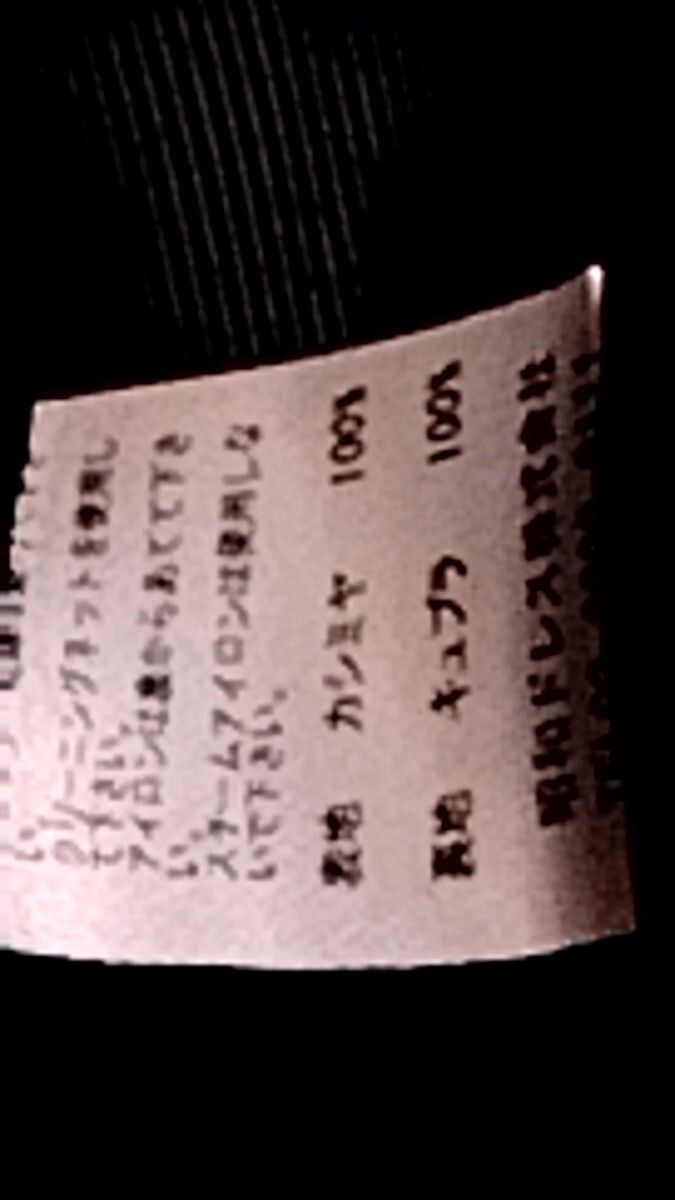 い。
クリーニングネットを使用し
て下さい。
アイロンは裏からあてて下さ
い。
スチームアイロンは使用しな
いで下さい。
表地 カシミヤ 100%
裏地 キュプラ 100%
昭和ドレス株式会社